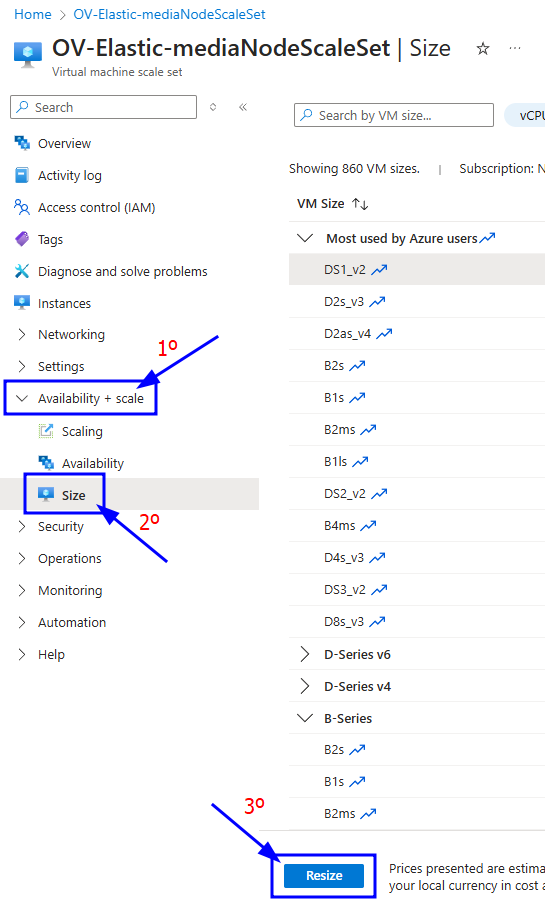 Home > OV-Elastic-mediaNodeScaleSet
OV-Elastic-mediaNodeScaleSet | Size
Virtual machine scale set
Search
Search by VM size...
vCPU
Overview
Activity log
Access control (IAM)
Tags
Diagnose and solve problems
Instances
Networking
Settings
1º
Availability + scale
Scaling
Availability
Size
2º
Security
Operations
Monitoring
Automation
Help
Showing 860 VM sizes. | Subscription: N
VM Size
Most used by Azure users
DS1_v2
D2s_v3
D2as_v4
B2s
B1s
B2ms
B1ls
DS2_v2
B4ms
D4s_v3
DS3_v2
D8s_v3
D-Series v6
D-Series v4
B-Series
B2s
B1s
B2ms
3º
Resize
Prices presented are estima
your local currency in cost a